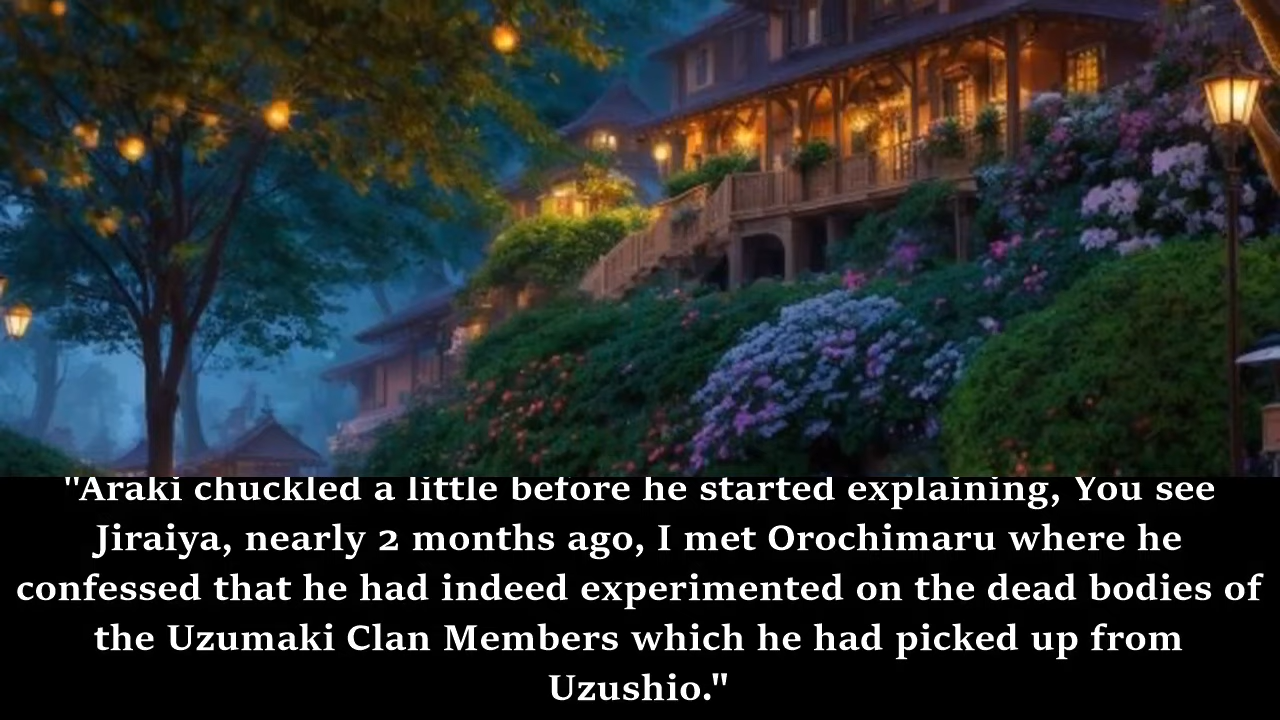 "Araki chuckled a little before he started explaining, You see
Jiraiya, nearly 2 months ago, I met Orochimaru where he
confessed that he had indeed experimented on the dead bodies of
the Uzumaki Clan Members which he had picked up from
Uzushio."